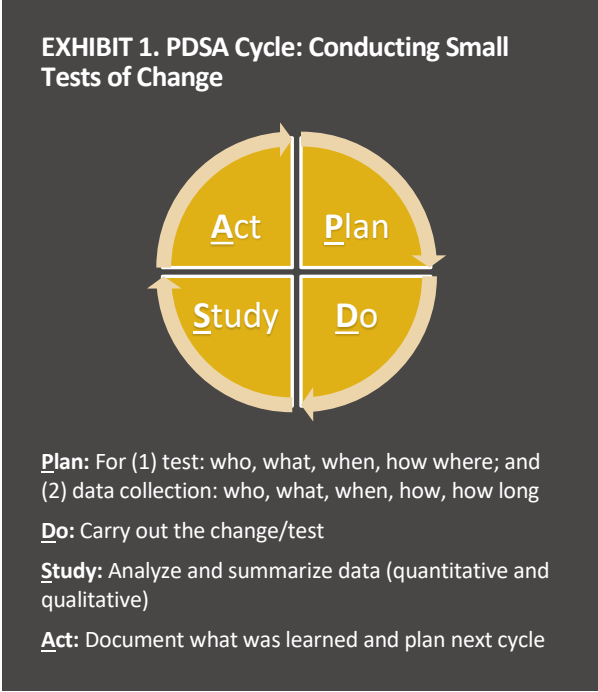 EXHIBIT 1. PDSA Cycle: Conducting Small
Tests of Change
Act
Plan
Study
Do
Plan: For (1) test: who, what, when, how where; and
(2) data collection: who, what, when, how, how long
Do: Carry out the change/test
Study: Analyze and summarize data (quantitative and
qualitative)
Act: Document what was learned and plan next cycle